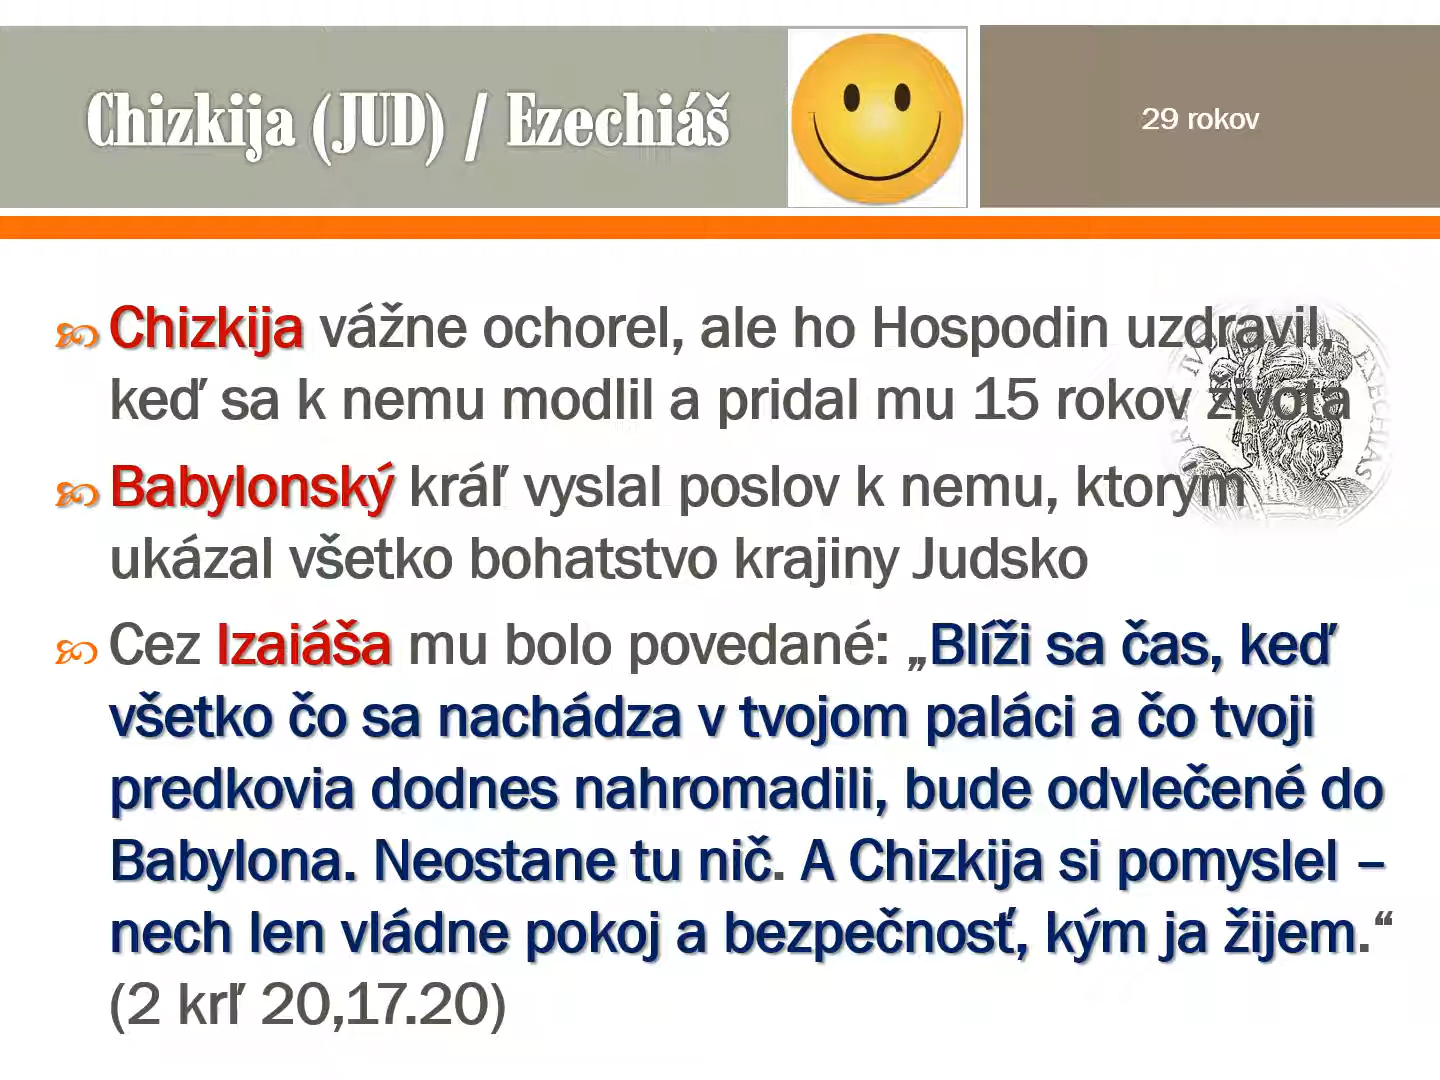 Chizkija (JUD) / Ezechiáš
29 rokov
Chizkija vážne ochorel, ale ho Hospodin uzdravil,
keď sa k nemu modlil a pridal mu 15 rokov života
Babylonský kráľ vyslal poslov k nemu, ktorým
ukázal všetko bohatstvo krajiny Judsko
Cez Izaiáša mu bolo povedané: „Blíži sa čas, keď
všetko čo sa nachádza v tvojom paláci a čo tvoji
predkovia dodnes nahromadili, bude odvlečené do
Babylona. Neostane tu nič. A Chizkija si pomyslel –
nech len vládne pokoj a bezpečnosť, kým ja žijem.“
(2 krľ 20,17.20)